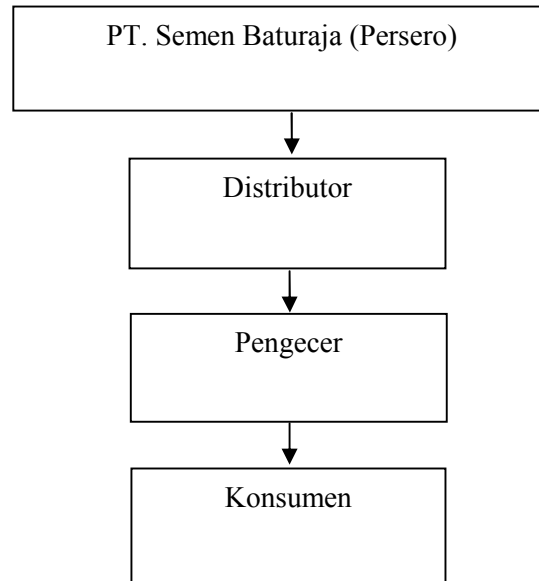 PT. Semen Baturaja (Persero)
Distributor
Pengecer
Konsumen